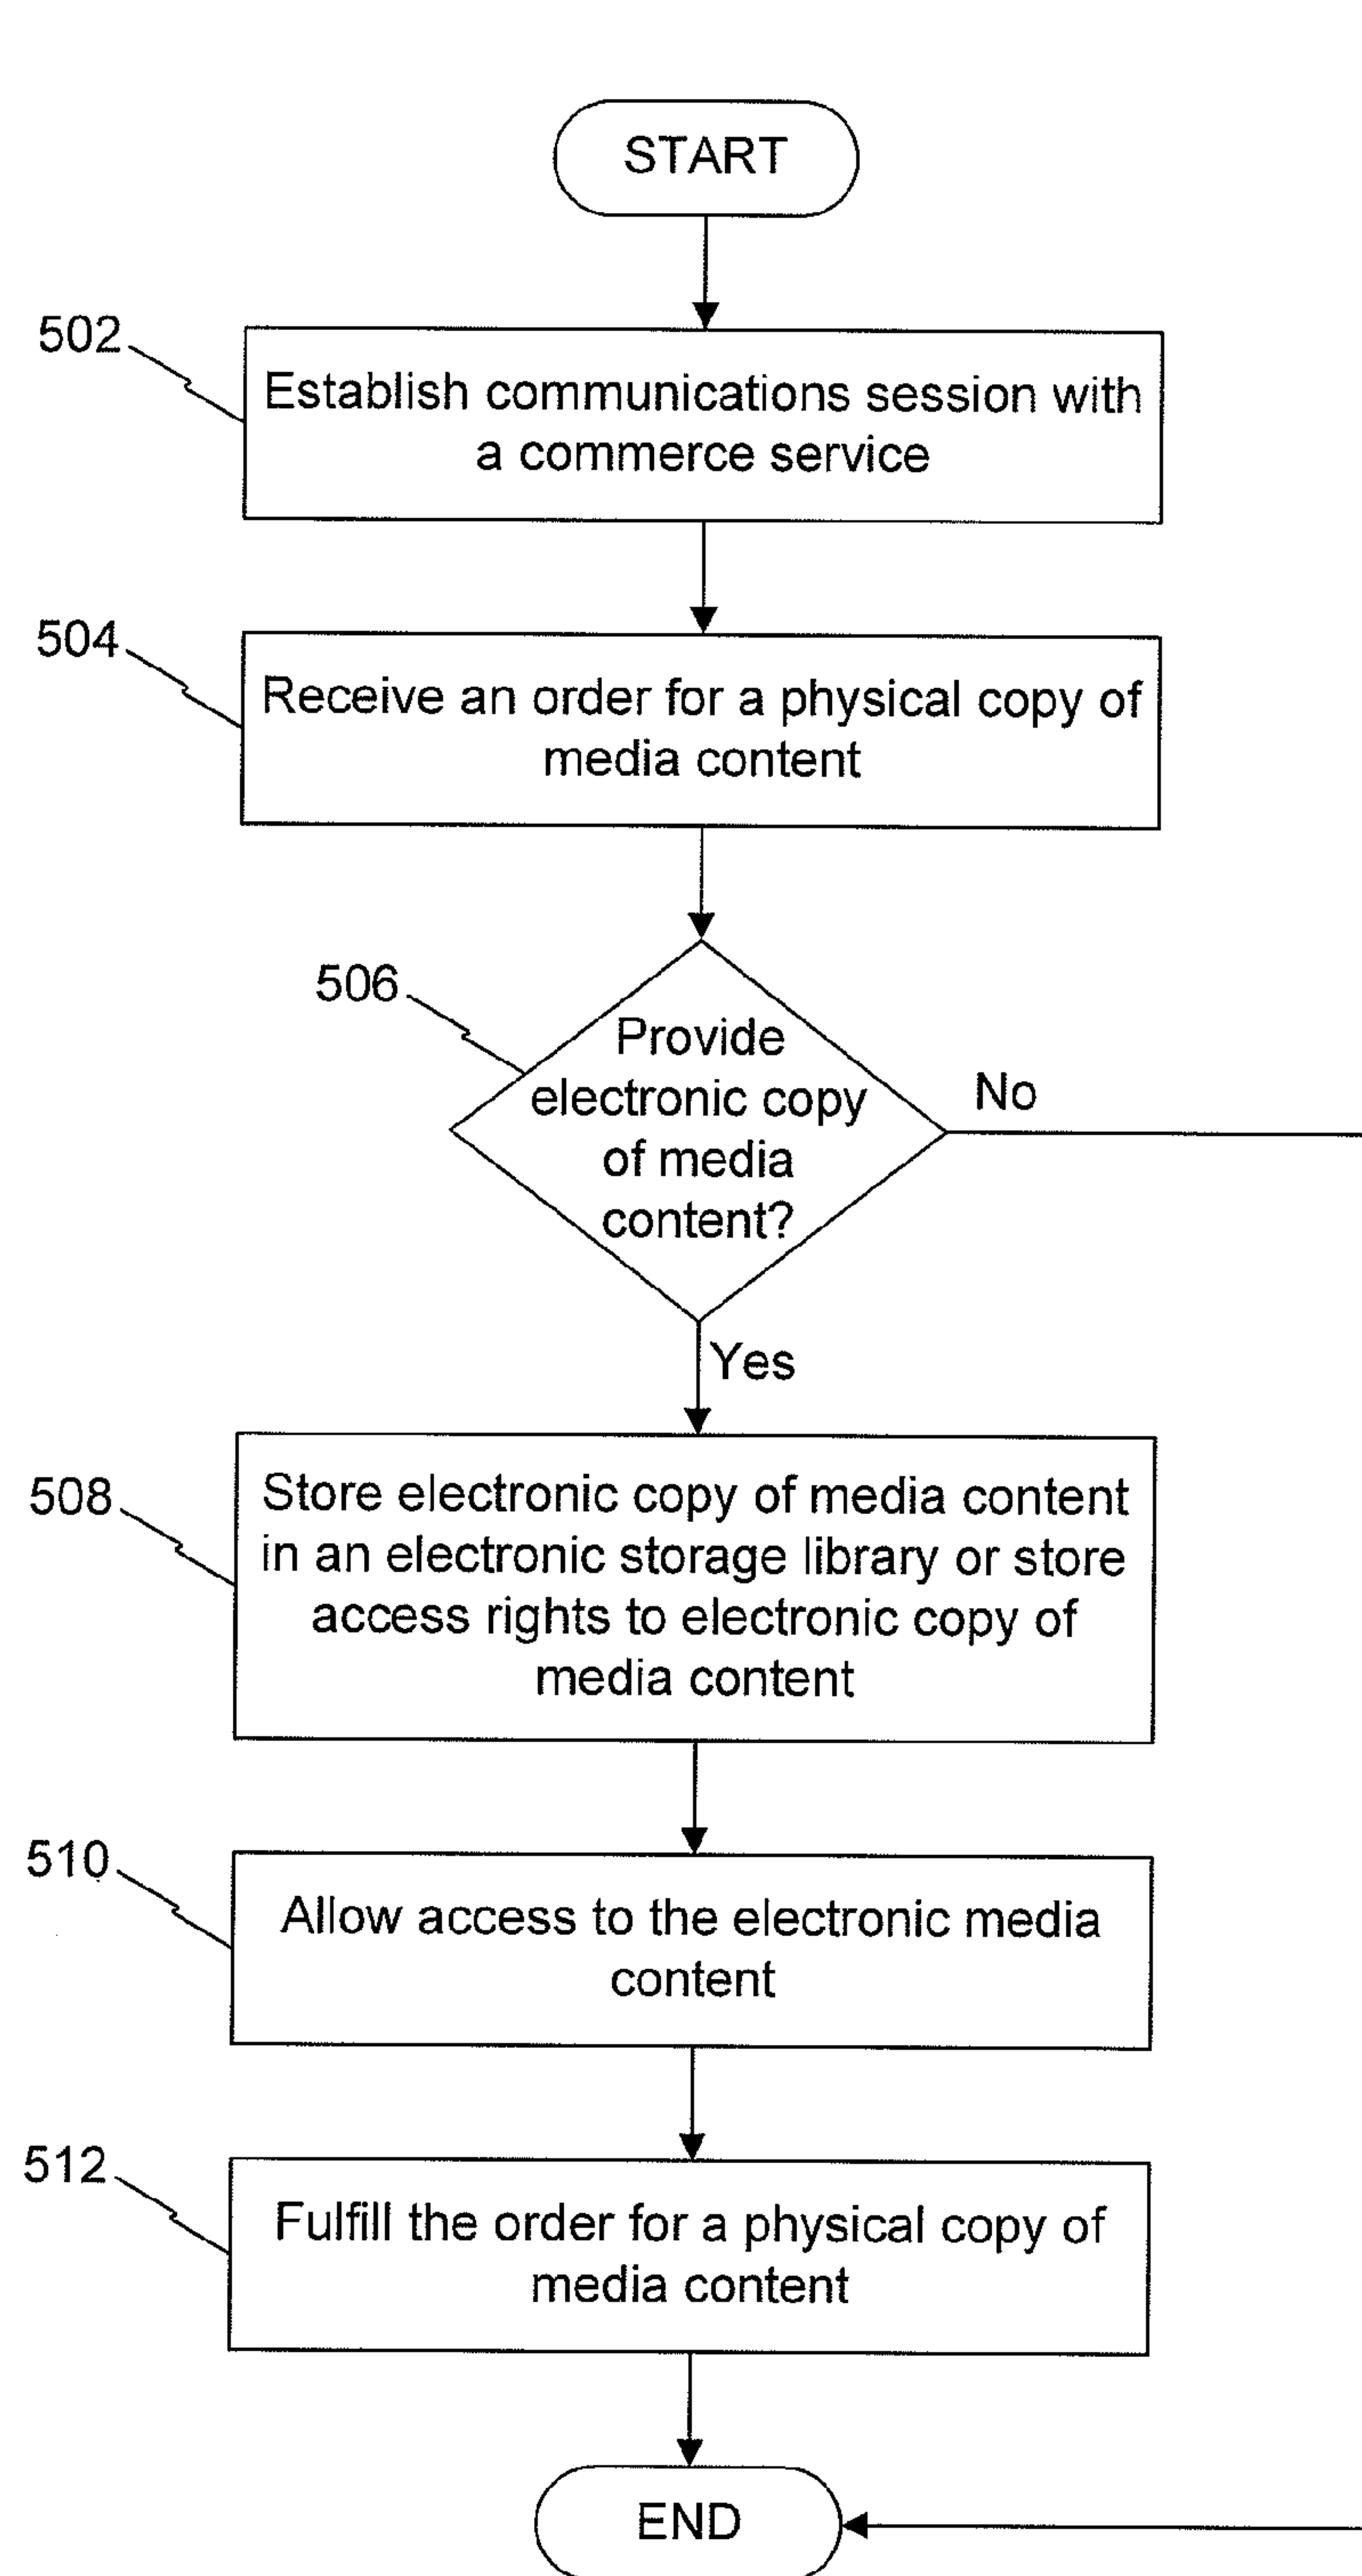 START
502
Establish communications session with
a commerce service
504
Receive an order for a physical copy of
media content
506
Provide
electronic copy
of media
content?
No
Yes
508
Store electronic copy of media content
in an electronic storage library or store
access rights to electronic copy of
media content
510
Allow access to the electronic media
content
512
Fulfill the order for a physical copy of
media content
END